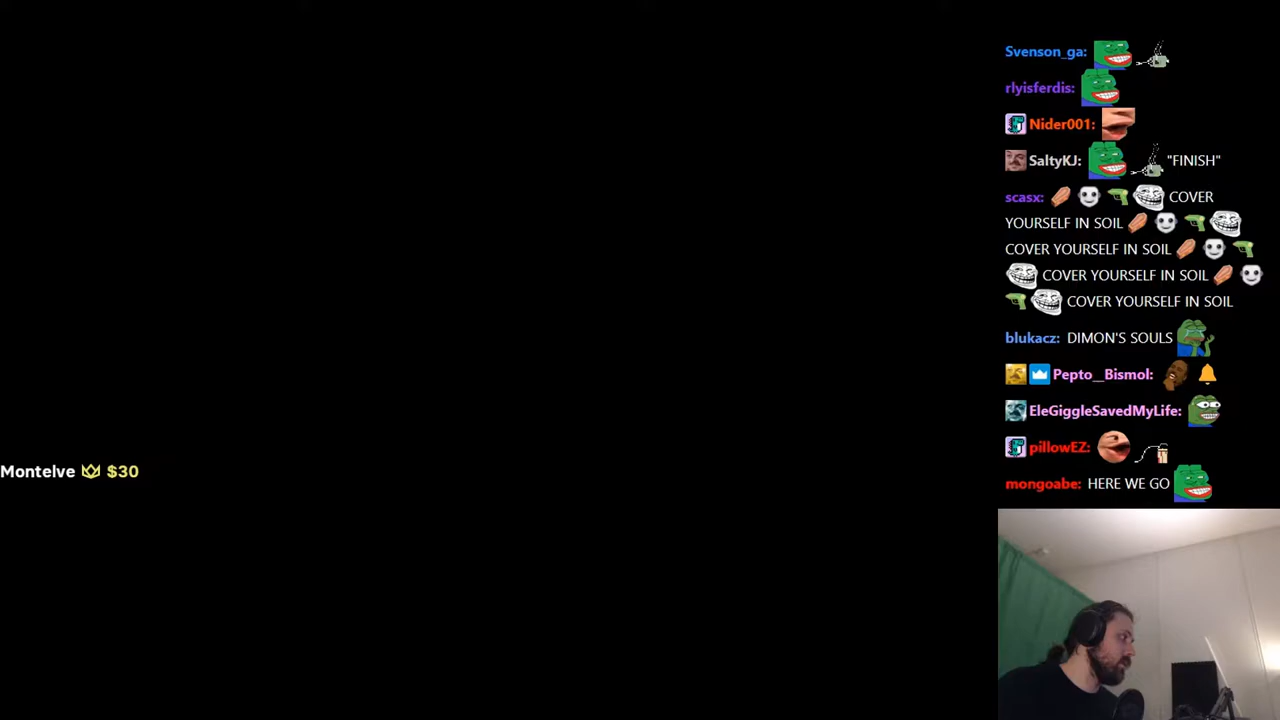 Svenson_ga:
rlyisferdis:
Nider001:
SaltyKJ: "FINISH"
scasx: COVER
YOURSELF IN SOIL
COVER YOURSELF IN SOIL
COVER YOURSELF IN SOIL
COVER YOURSELF IN SOIL
blukacz: DIMON'S SOULS
Pepto__Bismol:
EleGiggleSavedMyLife:
pillowEZ:
Montelve $30
mongoabe: HERE WE GO